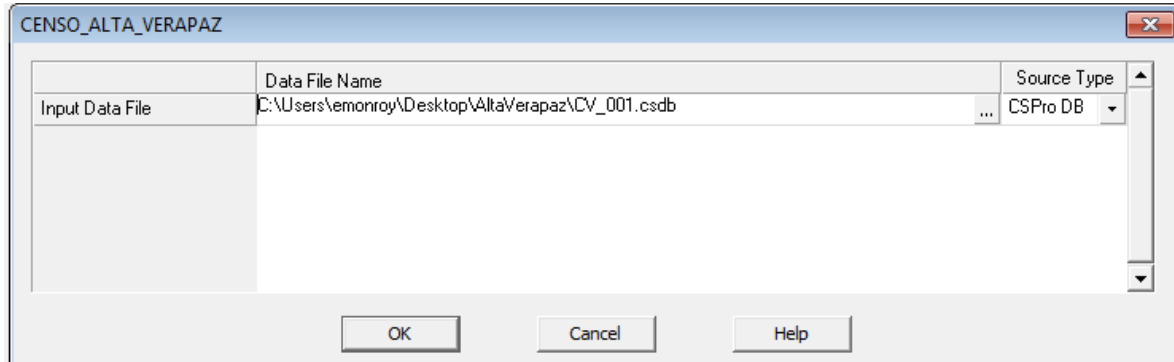 CENSO_ALTA_VERAPAZ
Data File Name Source Type
Input Data File C:\Users\emonroy\Desktop\AltaVerapaz\CV_001.csdb ... CSPro DB
OK Cancel Help